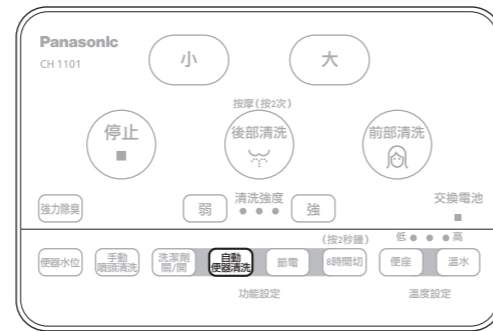 Panasonic
CH 1101
小
大
停止
按摩(按2次)
後部清洗
前部清洗
強力除臭
弱
清洗強度
強
交換電池
(按2秒鐘)
低 高
便器水位
手動
噴頭清洗
洗潔劑
關/開
自動
便器清洗
節電
8時間切
便座
溫水
功能設定
溫度設定